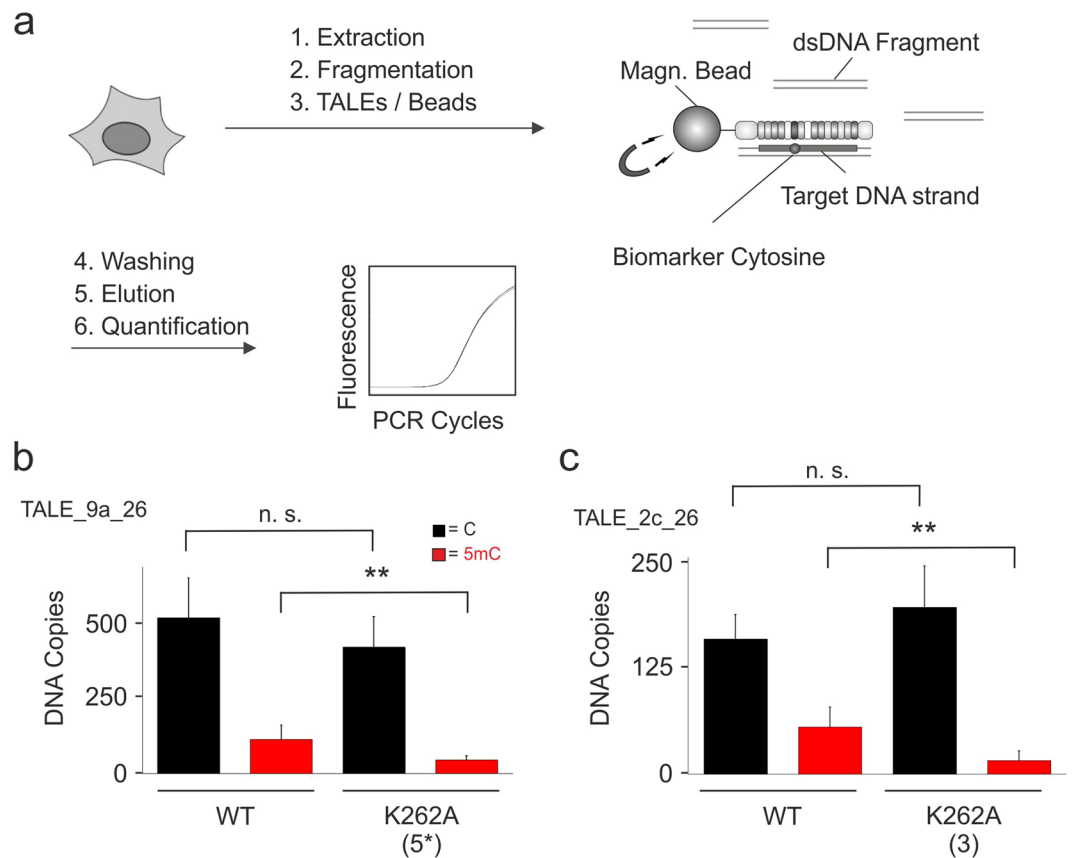 a
1. Extraction
2. Fragmentation
3. TALEs / Beads
dsDNA Fragment
Magn. Bead
Target DNA strand
Biomarker Cytosine
4. Washing
5. Elution
6. Quantification
Fluorescence
PCR Cycles
b
TALE_9a_26
n. s.
**
= C
= 5mC
DNA Copies
500
250
0
WT
K262A
(5*)
c
TALE_2c_26
n. s.
**
DNA Copies
250
125
0
WT
K262A
(3)